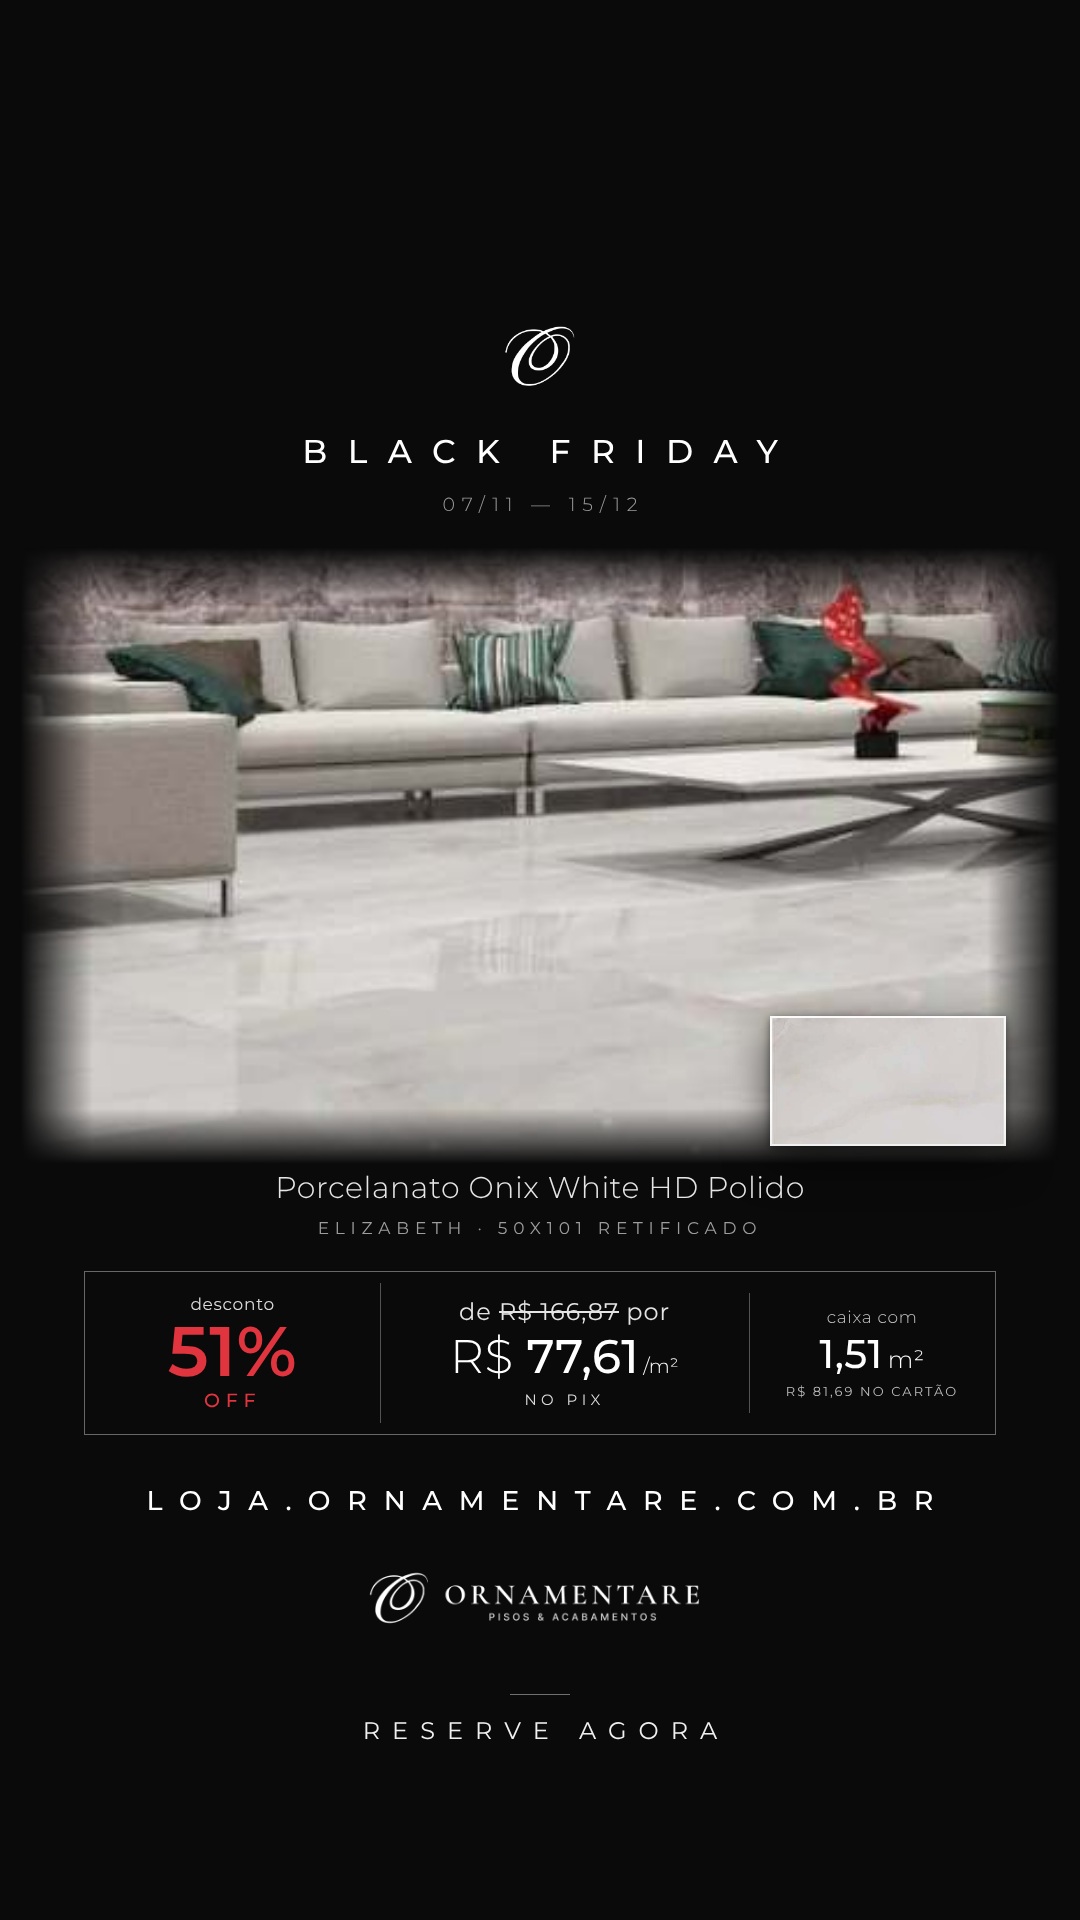 BLACK FRIDAY
07/11 — 15/12
Porcelanato Onix White HD Polido
ELIZABETH · 50X101 RETIFICADO
desconto
51%
OFF
de R$ 166,87 por
R$ 77,61 /m²
NO PIX
caixa com
1,51 m²
R$ 81,69 NO CARTÃO
LOJA.ORNAMENTARE.COM.BR
ORNAMENTARE
PISOS & ACABAMENTOS
RESERVE AGORA